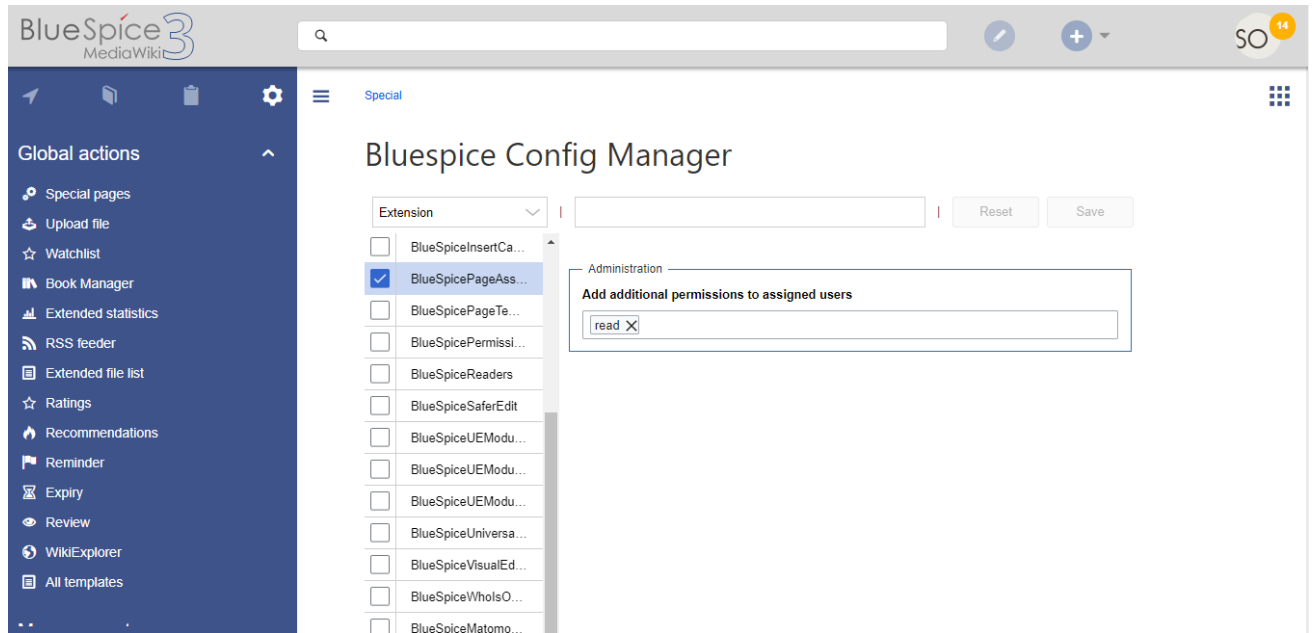 BlueSpice 3
MediaWiki
14
SO
Special
Global actions
Special pages
Upload file
Watchlist
Book Manager
Extended statistics
RSS feeder
Extended file list
Ratings
Recommendations
Reminder
Expiry
Review
WikiExplorer
All templates
Bluespice Config Manager
Extension
|
|
Reset
Save
BlueSpiceInsertCa...
BlueSpicePageAss...
BlueSpicePageTe...
BlueSpicePermissi...
BlueSpiceReaders
BlueSpiceSaferEdit
BlueSpiceUEModu...
BlueSpiceUEModu...
BlueSpiceUEModu...
BlueSpiceUniversa...
BlueSpiceVisualEd...
BlueSpiceWhoIsO...
BlueSpiceMatomo...
Administration
Add additional permissions to assigned users
read